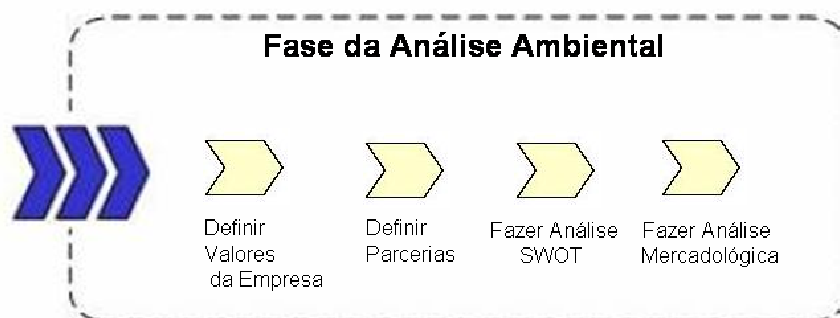 Fase da Análise Ambiental
Definir
Valores
da Empresa
Definir
Parcerias
Fazer Análise
SWOT
Fazer Análise
Mercadológica